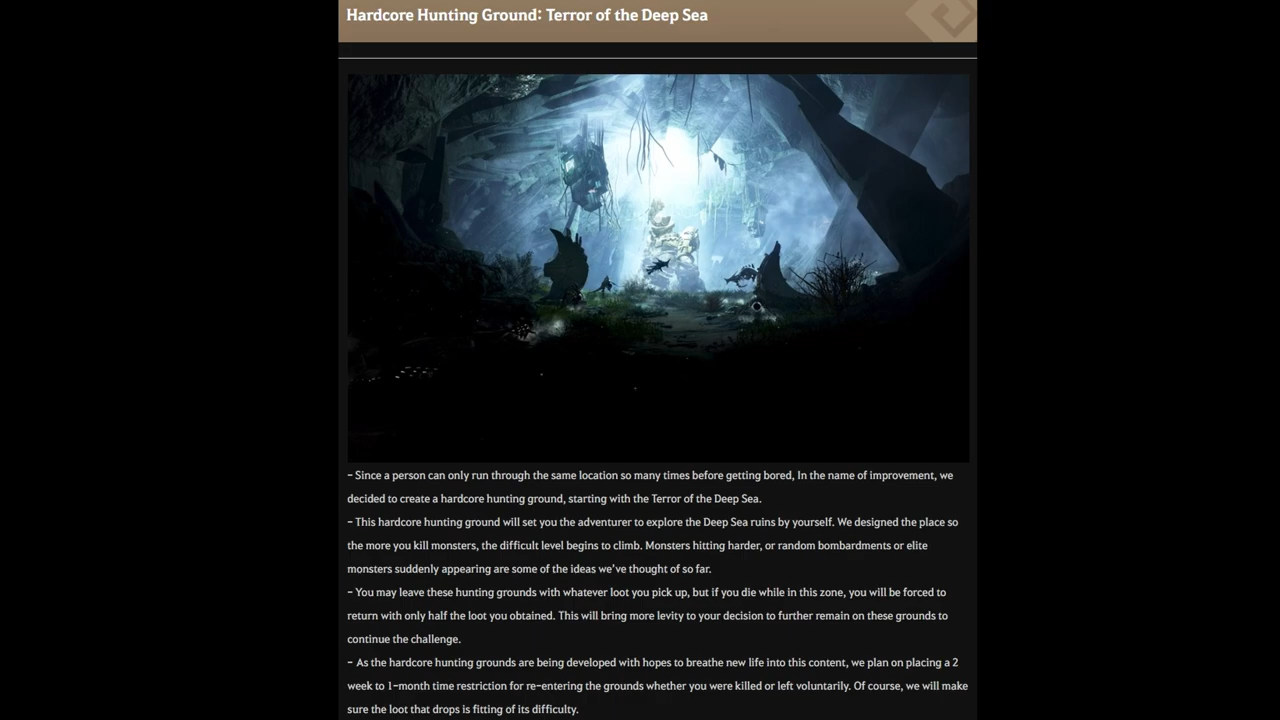 Hardcore Hunting Ground: Terror of the Deep Sea
- Since a person can only run through the same location so many times before getting bored, In the name of improvement, we
decided to create a hardcore hunting ground, starting with the Terror of the Deep Sea.
- This hardcore hunting ground will set you the adventurer to explore the Deep Sea ruins by yourself. We designed the place so
the more you kill monsters, the difficult level begins to climb. Monsters hitting harder, or random bombardments or elite
monsters suddenly appearing are some of the ideas we've thought of so far.
- You may leave these hunting grounds with whatever loot you pick up, but if you die while in this zone, you will be forced to
return with only half the loot you obtained. This will bring more levity to your decision to further remain on these grounds to
continue the challenge.
- As the hardcore hunting grounds are being developed with hopes to breathe new life into this content, we plan on placing a 2
week to 1-month time restriction for re-entering the grounds whether you were killed or left voluntarily. Of course, we will make
sure the loot that drops is fitting of its difficulty.